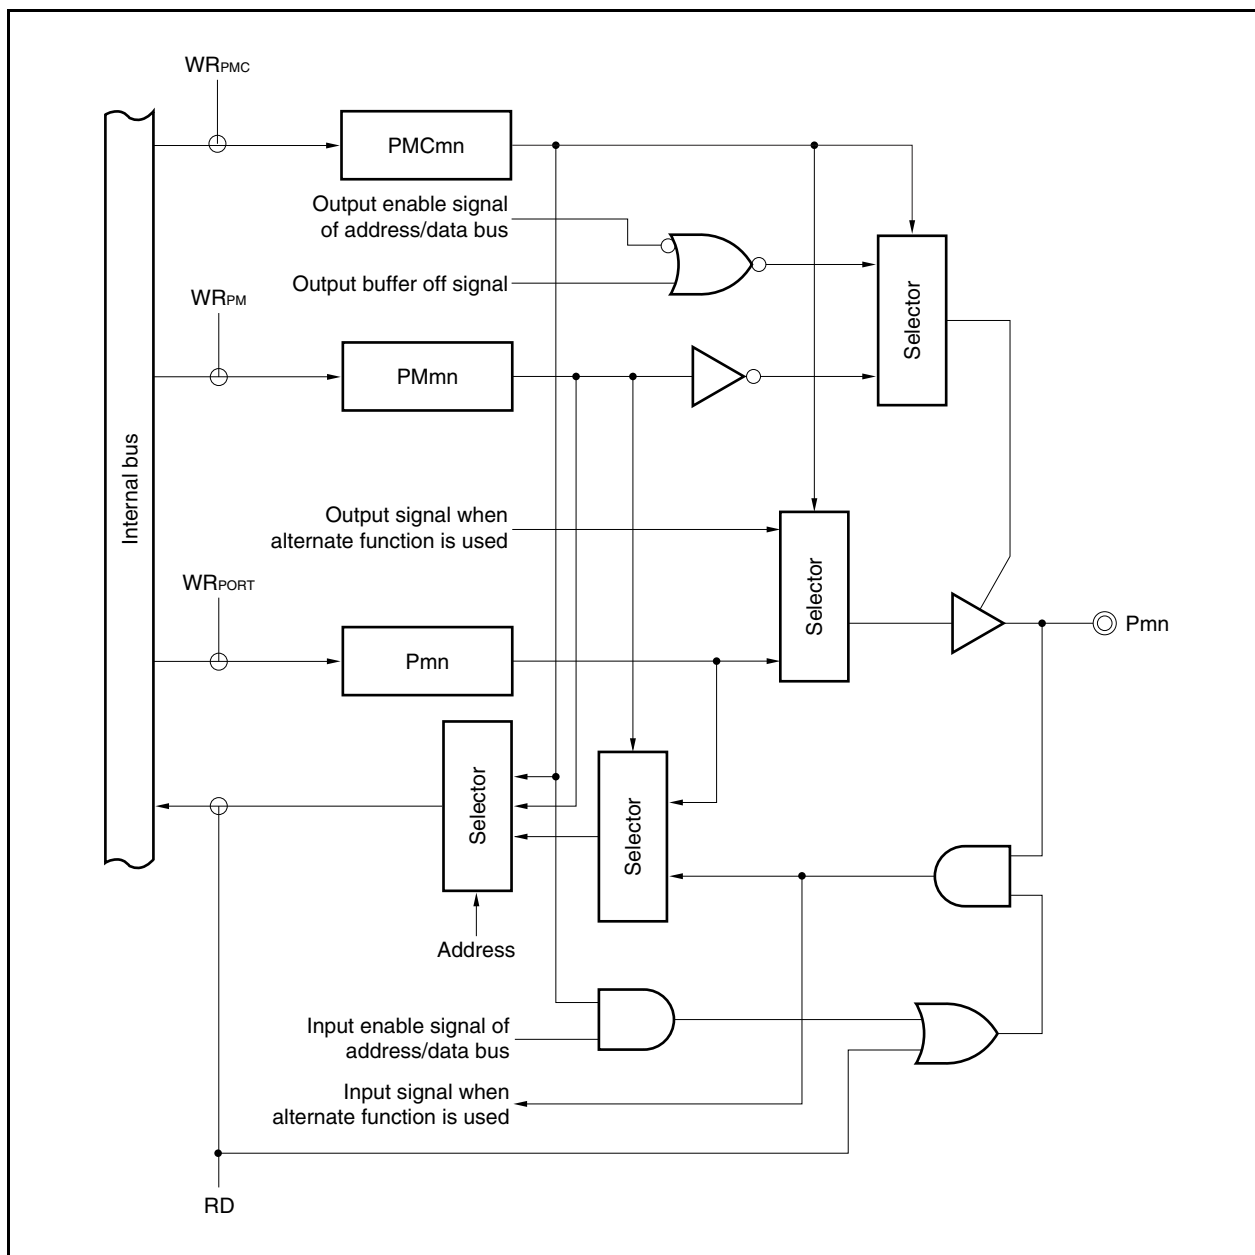 WRPMC
PMCmn
Output enable signal
of address/data bus
Output buffer off signal
Selector
WRPM
PMmn
Internal bus
Output signal when
alternate function is used
Selector
WRPORT
Pmn
Pmn
Selector
Selector
Address
Input enable signal of
address/data bus
Input signal when
alternate function is used
RD